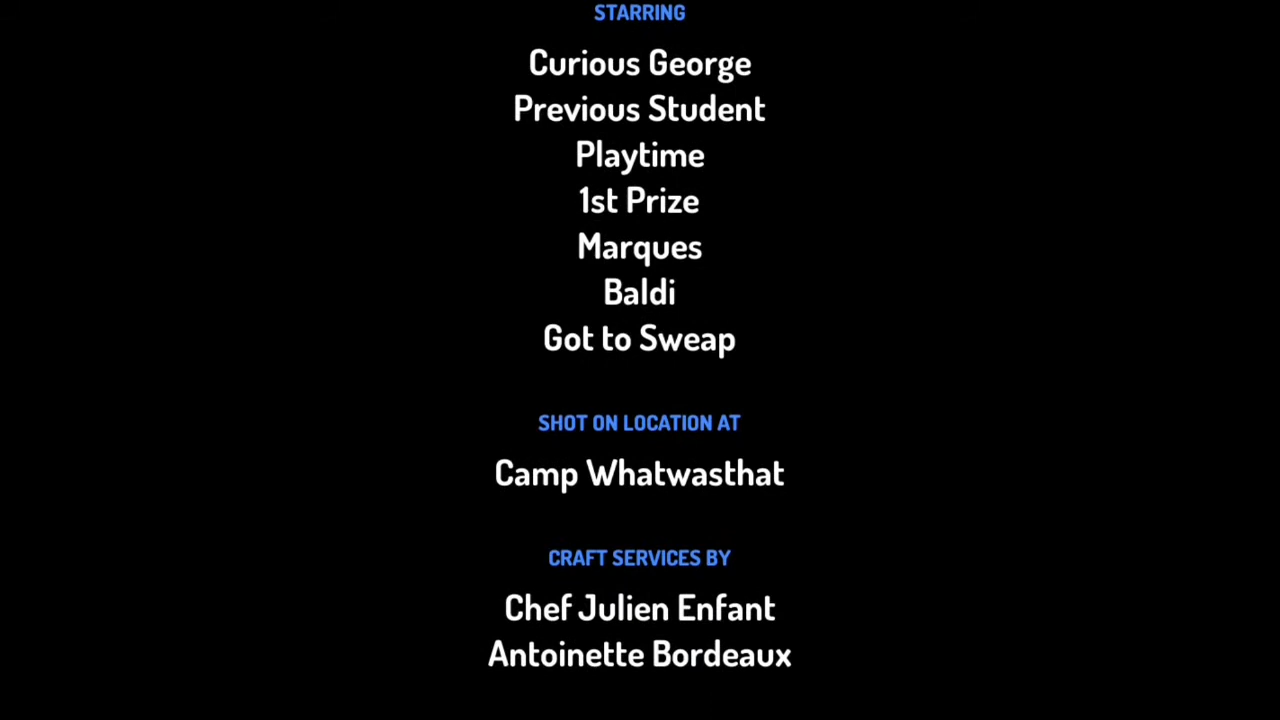 STARRING
Curious George
Previous Student
Playtime
1st Prize
Marques
Baldi
Got to Sweap
SHOT ON LOCATION AT
Camp Whatwasthat
CRAFT SERVICES BY
Chef Julien Enfant
Antoinette Bordeaux